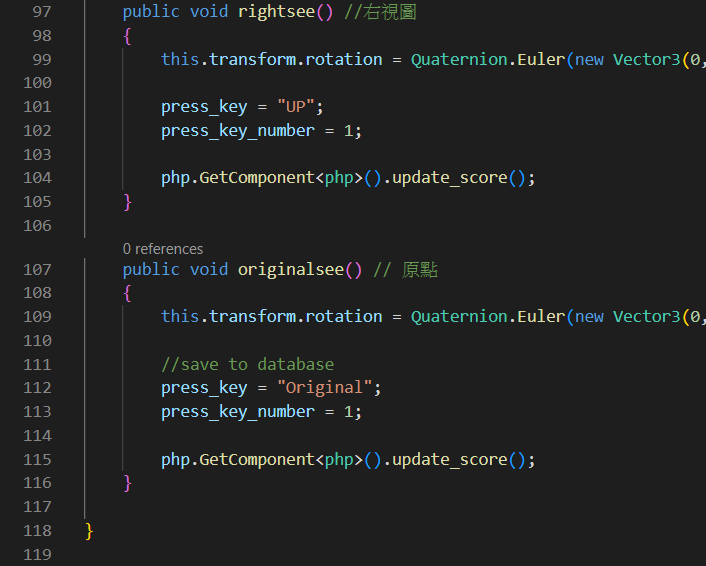 97 public void rightsee() //右視圖
98 {
99 this.transform.rotation = Quaternion.Euler(new Vector3(0,
100
101 press_key = "UP";
102 press_key_number = 1;
103
104 php.GetComponent<php>().update_score();
105 }
106
0 references
107 public void originalsee() // 原點
108 {
109 this.transform.rotation = Quaternion.Euler(new Vector3(0,
110
111 //save to database
112 press_key = "Original";
113 press_key_number = 1;
114
115 php.GetComponent<php>().update_score();
116 }
117
118 }
119